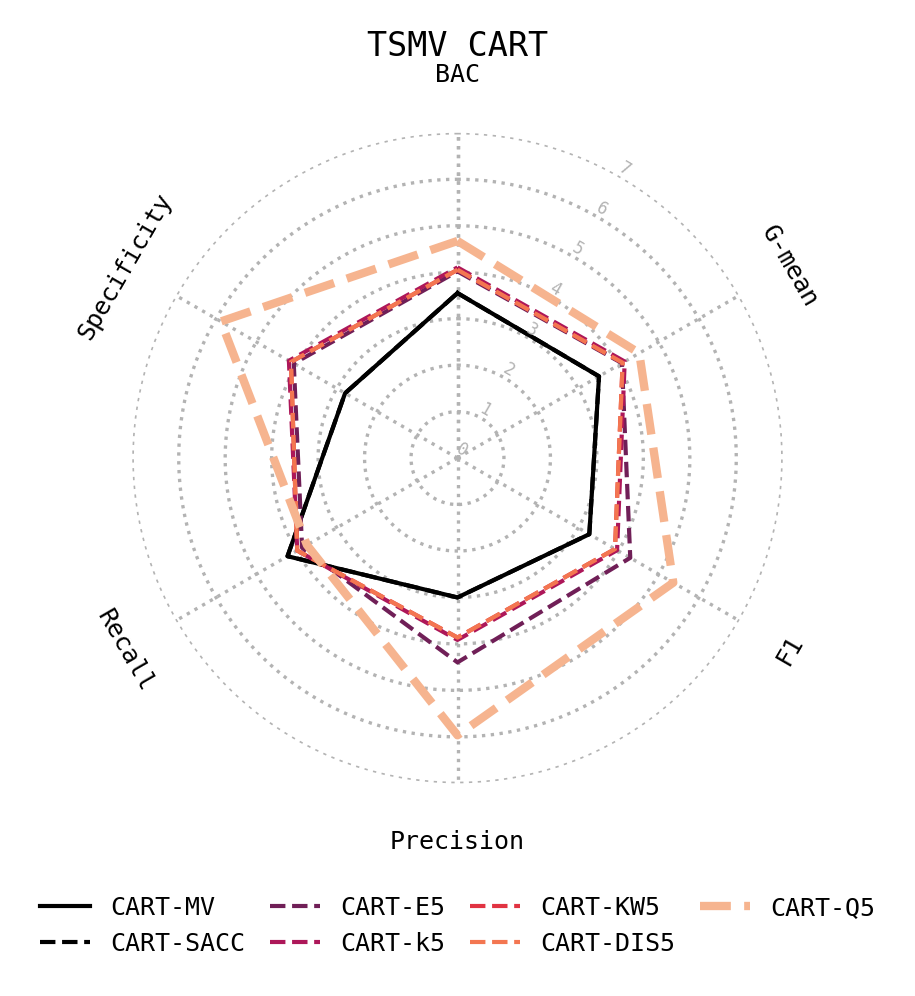 TSMV CART
BAC
G-mean
F1
Precision
Recall
Specificity
0
1
2
3
4
5
6
7
CART-MV
CART-SACC
CART-E5
CART-k5
CART-KW5
CART-DIS5
CART-Q5